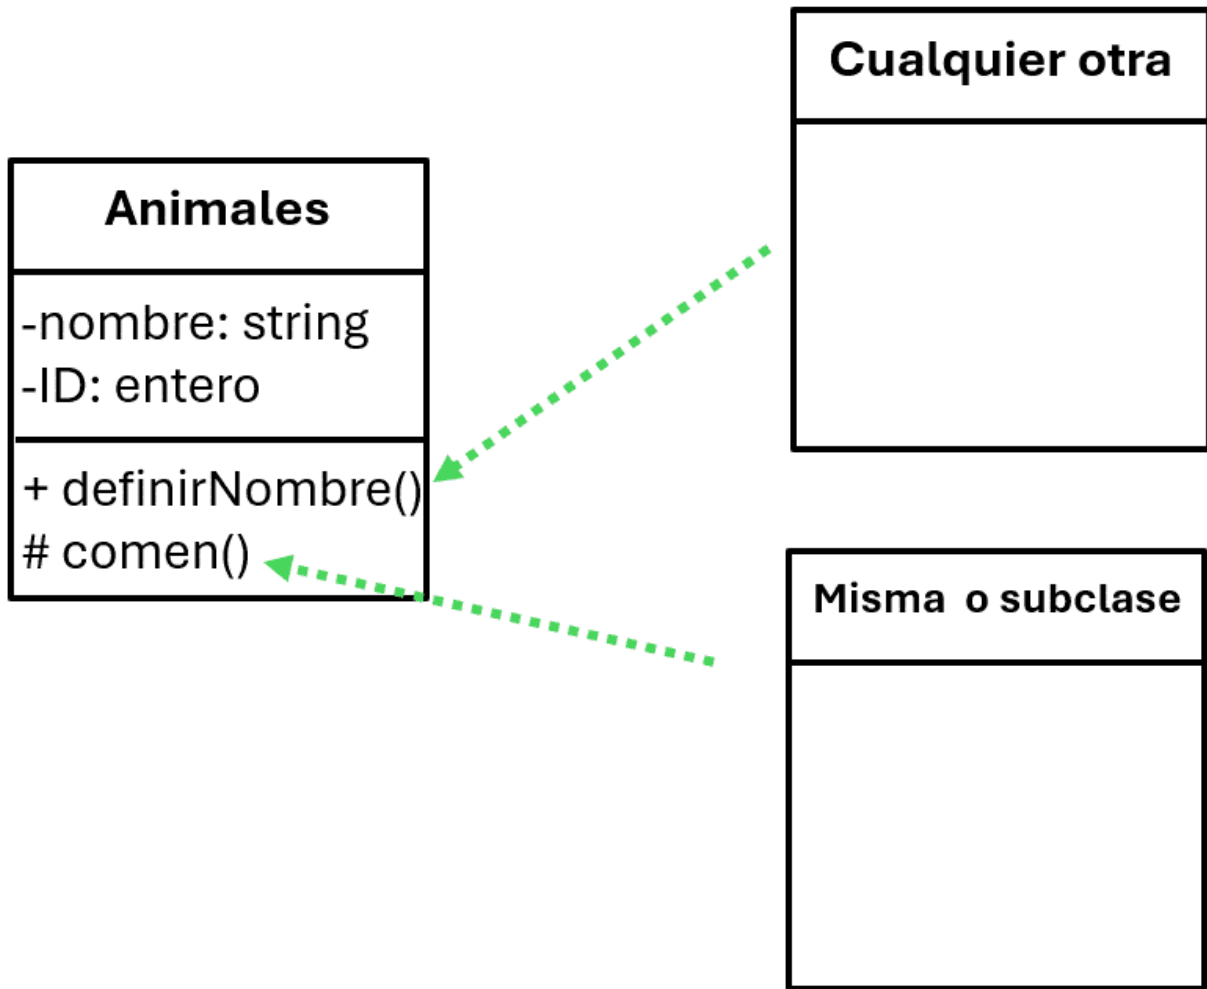 Cualquier otra
Animales
-nombre: string
-ID: entero
+ definirNombre()
# comen()
Misma o subclase